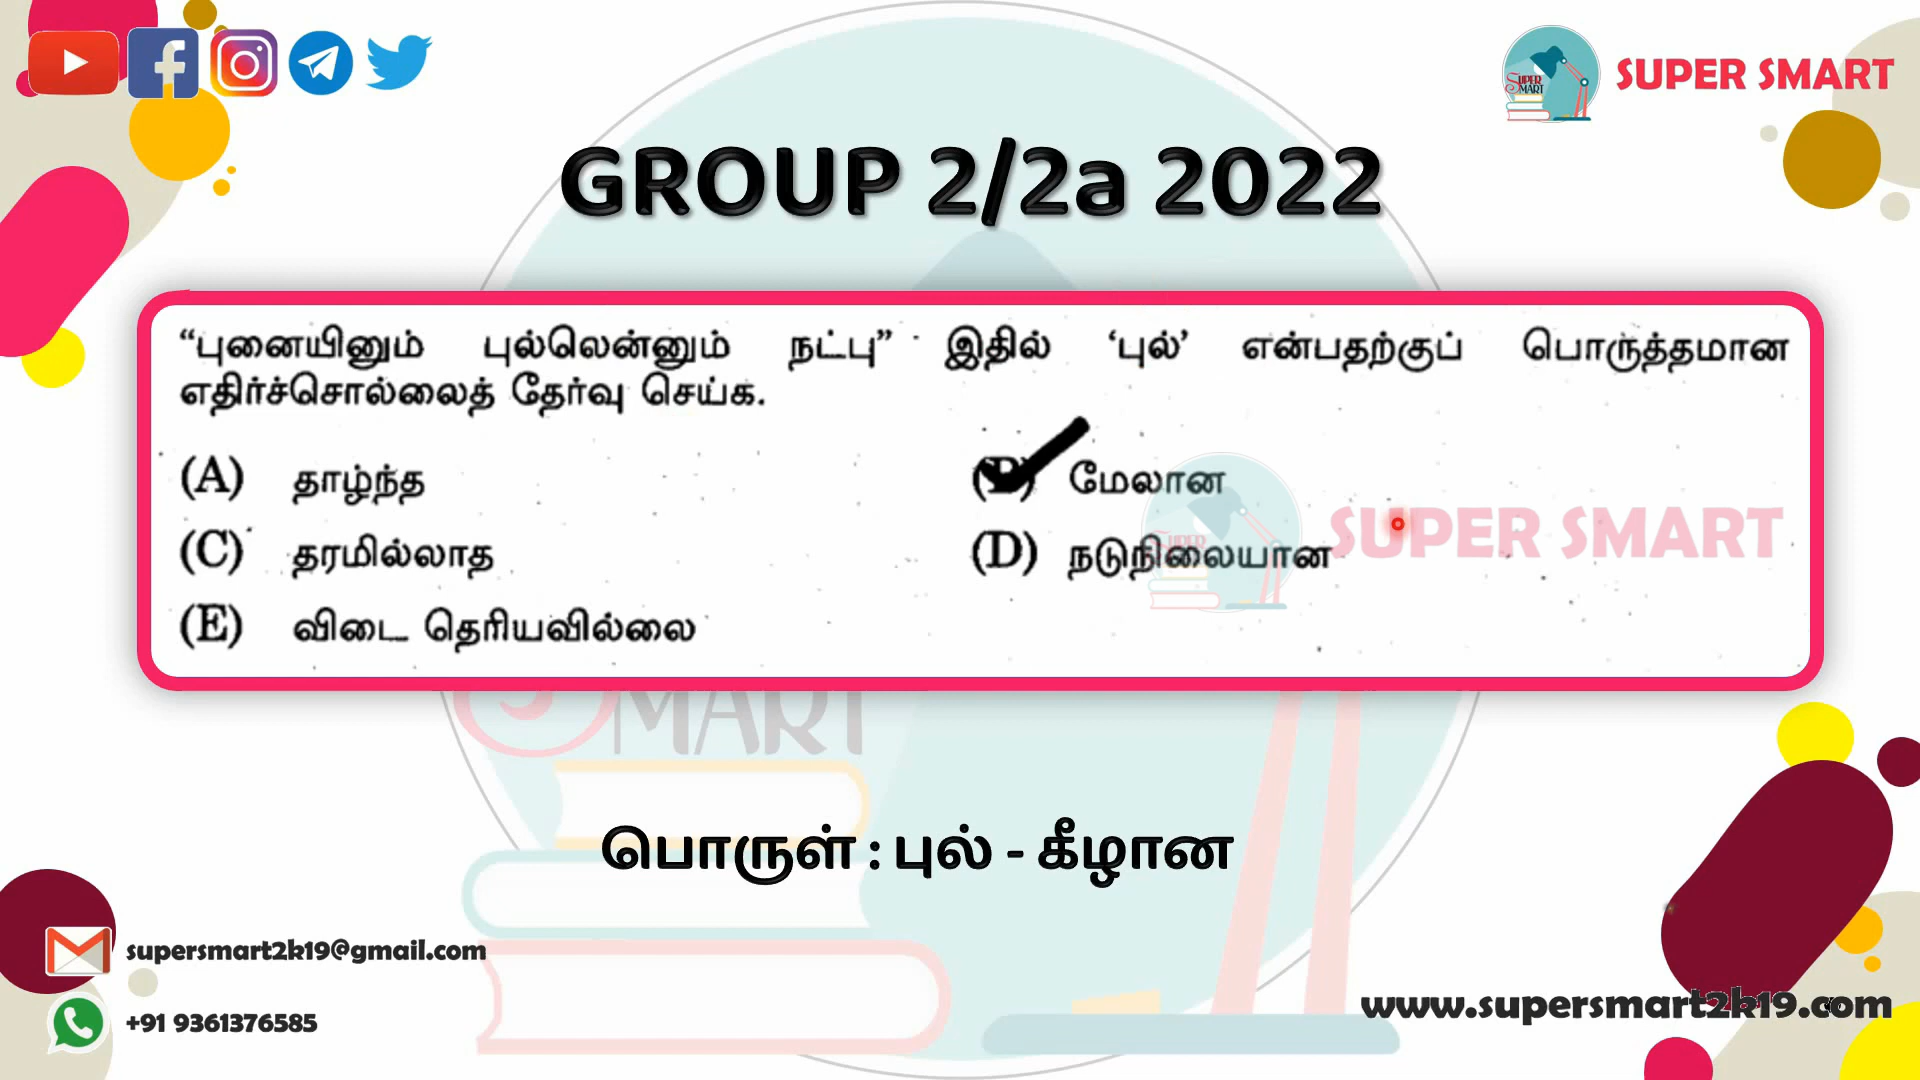 SUPER SMART
GROUP 2/2a 2022
“புனையினும் புல்லென்னும் நட்பு” இதில் ‘புல்’ என்பதற்குப் பொருத்தமான
எதிர்ச்சொல்லைத் தேர்வு செய்க.
(A) தாழ்ந்த
(B) மேலான
(C) தரமில்லாத
(D) நடுநிலையான
(E) விடை தெரியவில்லை
SUPER SMART
SMART
பொருள் : புல் - கீழான
supersmart2k19@gmail.com
+91 9361376585
www.supersmart2k19.com